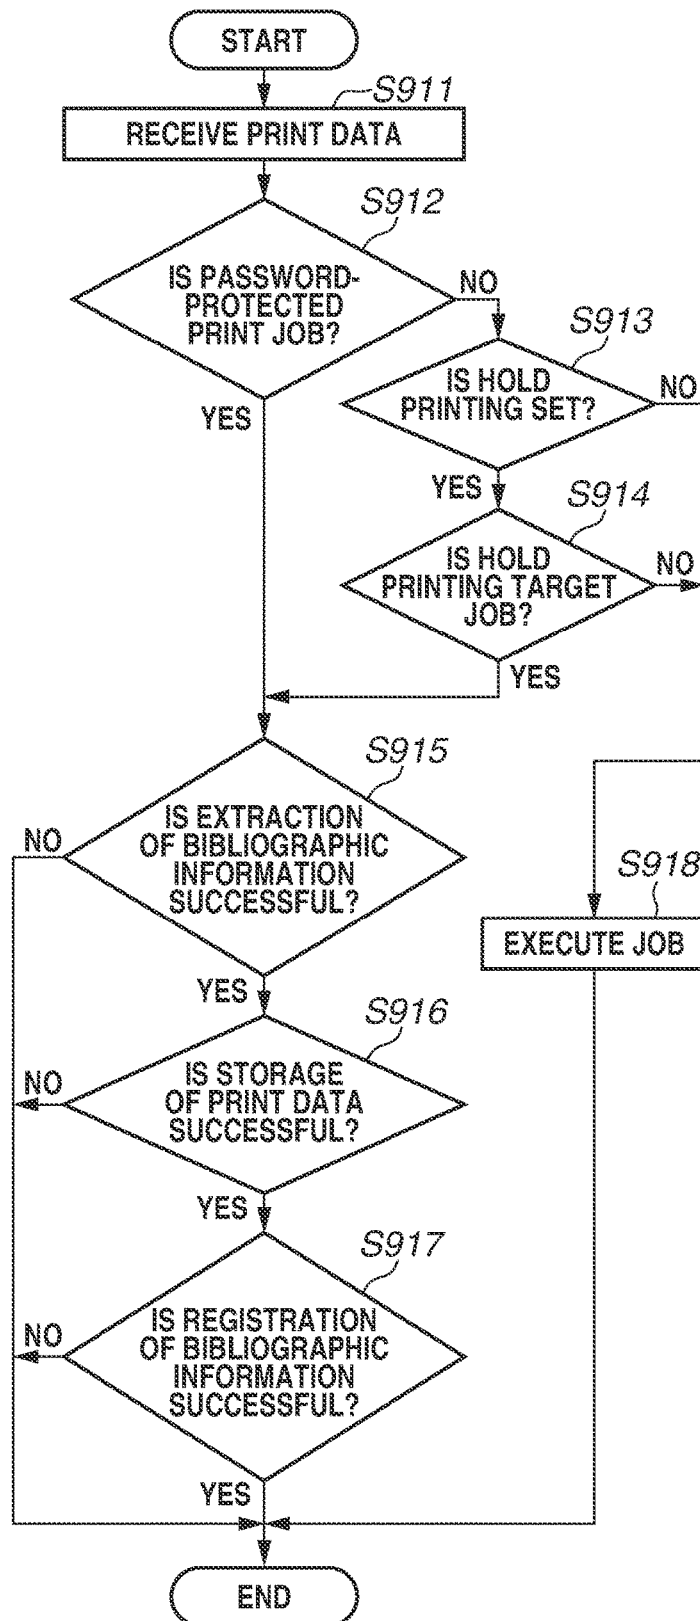 START
S911
RECEIVE PRINT DATA
S912
IS PASSWORD-
PROTECTED
PRINT JOB?
NO
YES
S913
IS HOLD
PRINTING SET?
NO
YES
S914
IS HOLD
PRINTING TARGET
JOB?
NO
YES
S915
IS EXTRACTION
OF BIBLIOGRAPHIC
INFORMATION
SUCCESSFUL?
NO
YES
S918
EXECUTE JOB
S916
IS STORAGE
OF PRINT DATA
SUCCESSFUL?
NO
YES
S917
IS REGISTRATION
OF BIBLIOGRAPHIC
INFORMATION
SUCCESSFUL?
NO
YES
END